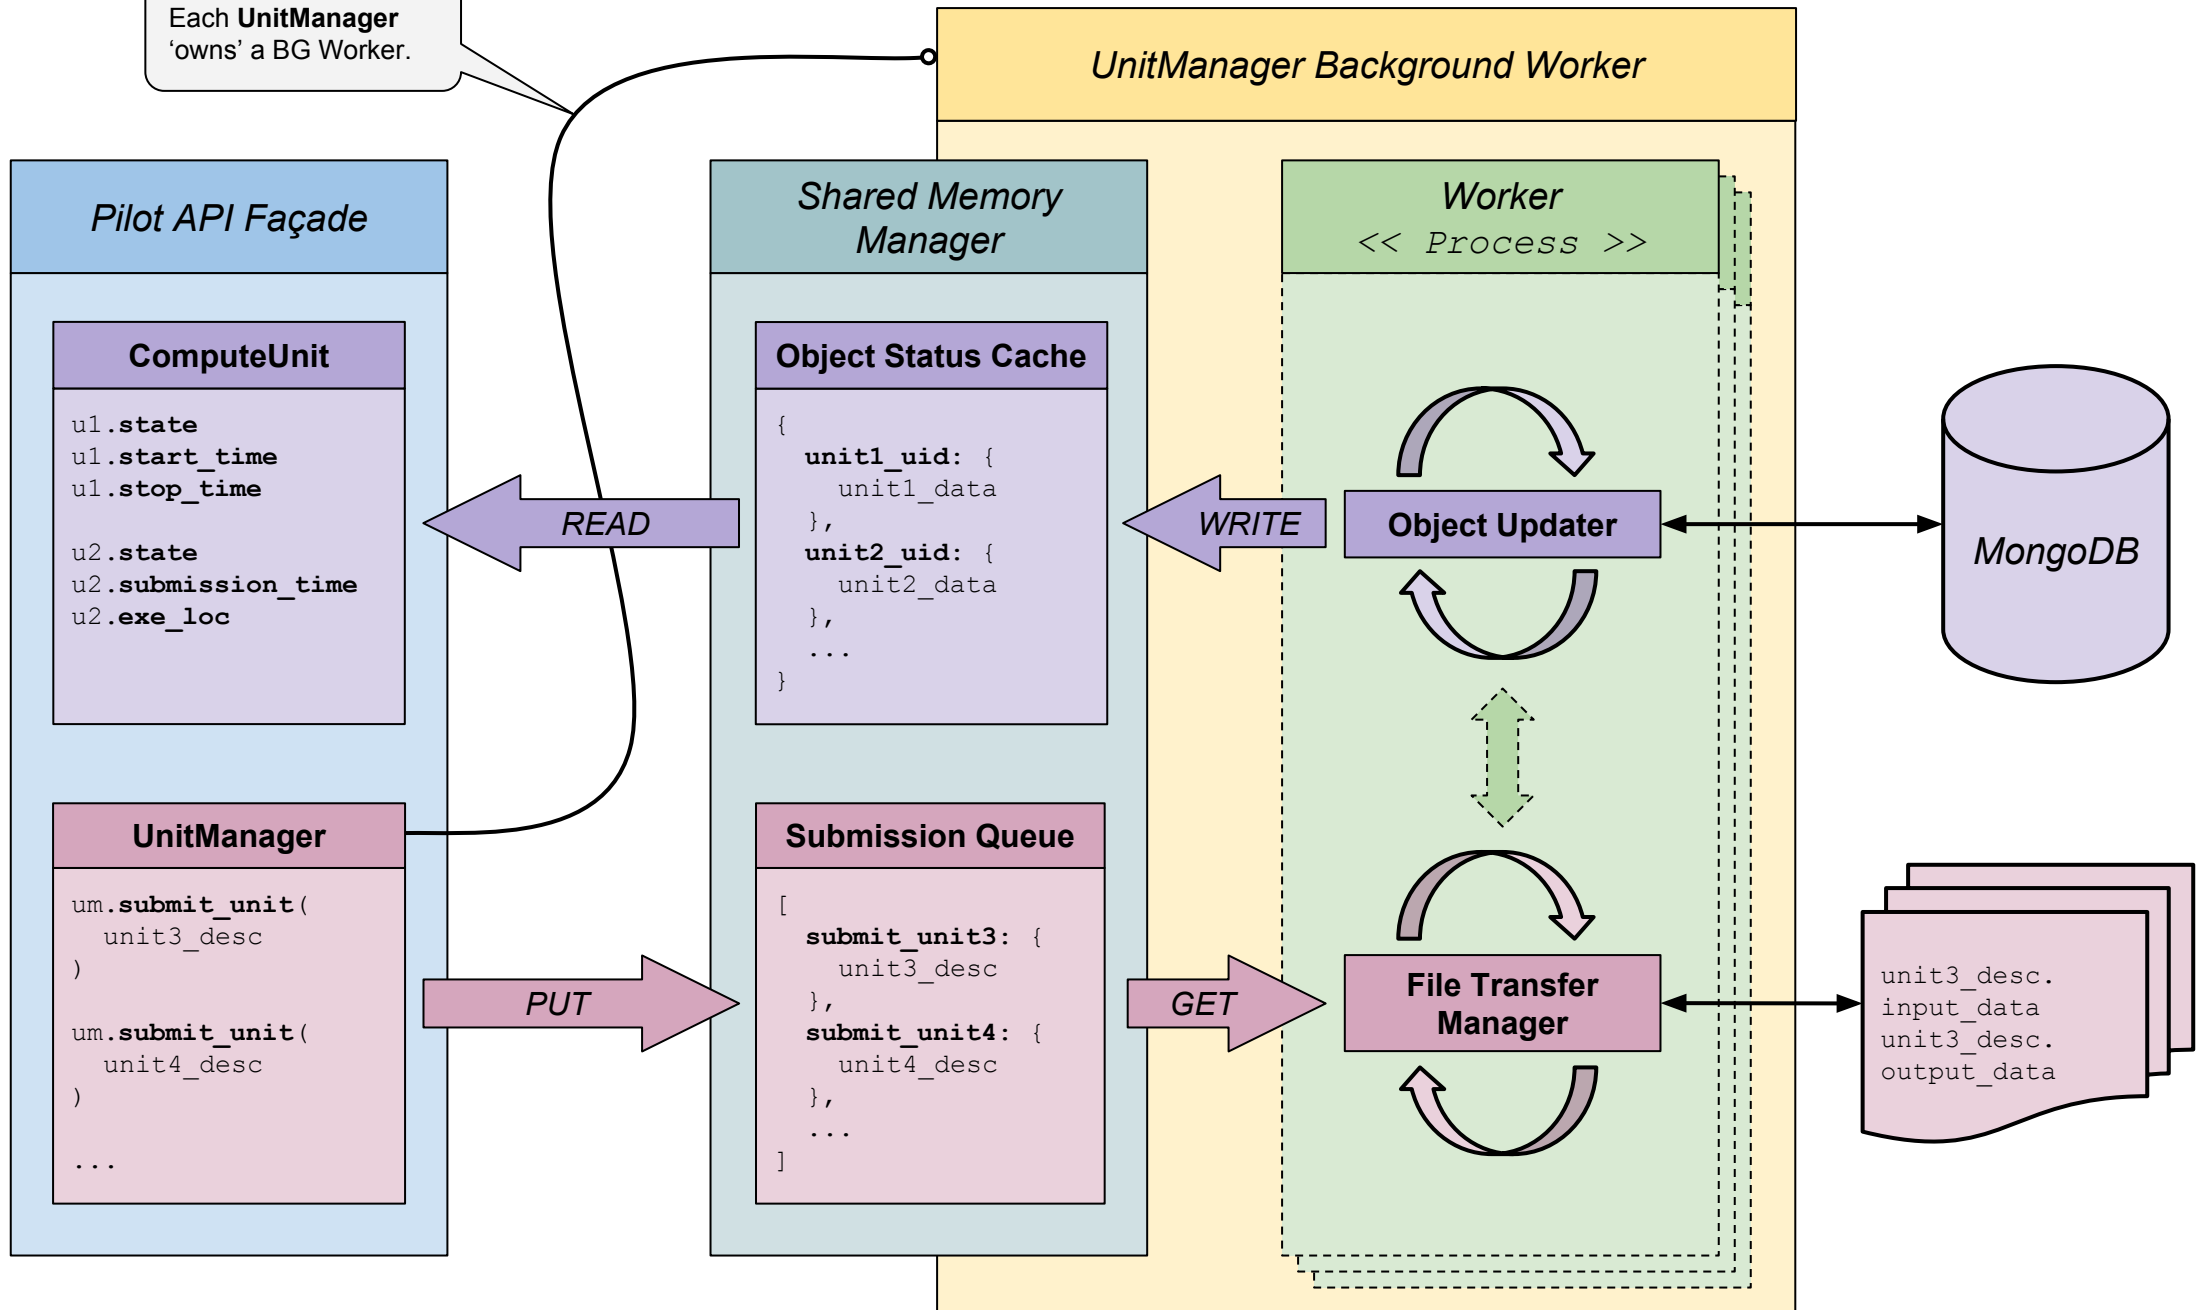 Each UnitManager
‘owns’ a BG Worker.
UnitManager Background Worker
Pilot API Façade
Shared Memory
Manager
Worker
<< Process >>
ComputeUnit
u1.state
u1.start_time
u1.stop_time
u2.state
u2.submission_time
u2.exe_loc
READ
Object Status Cache
{
unit1_uid: {
unit1_data
},
unit2_uid: {
unit2_data
},
...
}
WRITE
Object Updater
MongoDB
UnitManager
um.submit_unit(
unit3_desc
)
um.submit_unit(
unit4_desc
)
...
PUT
Submission Queue
[
submit_unit3: {
unit3_desc
},
submit_unit4: {
unit4_desc
},
...
]
GET
File Transfer
Manager
unit3_desc.
input_data
unit3_desc.
output_data